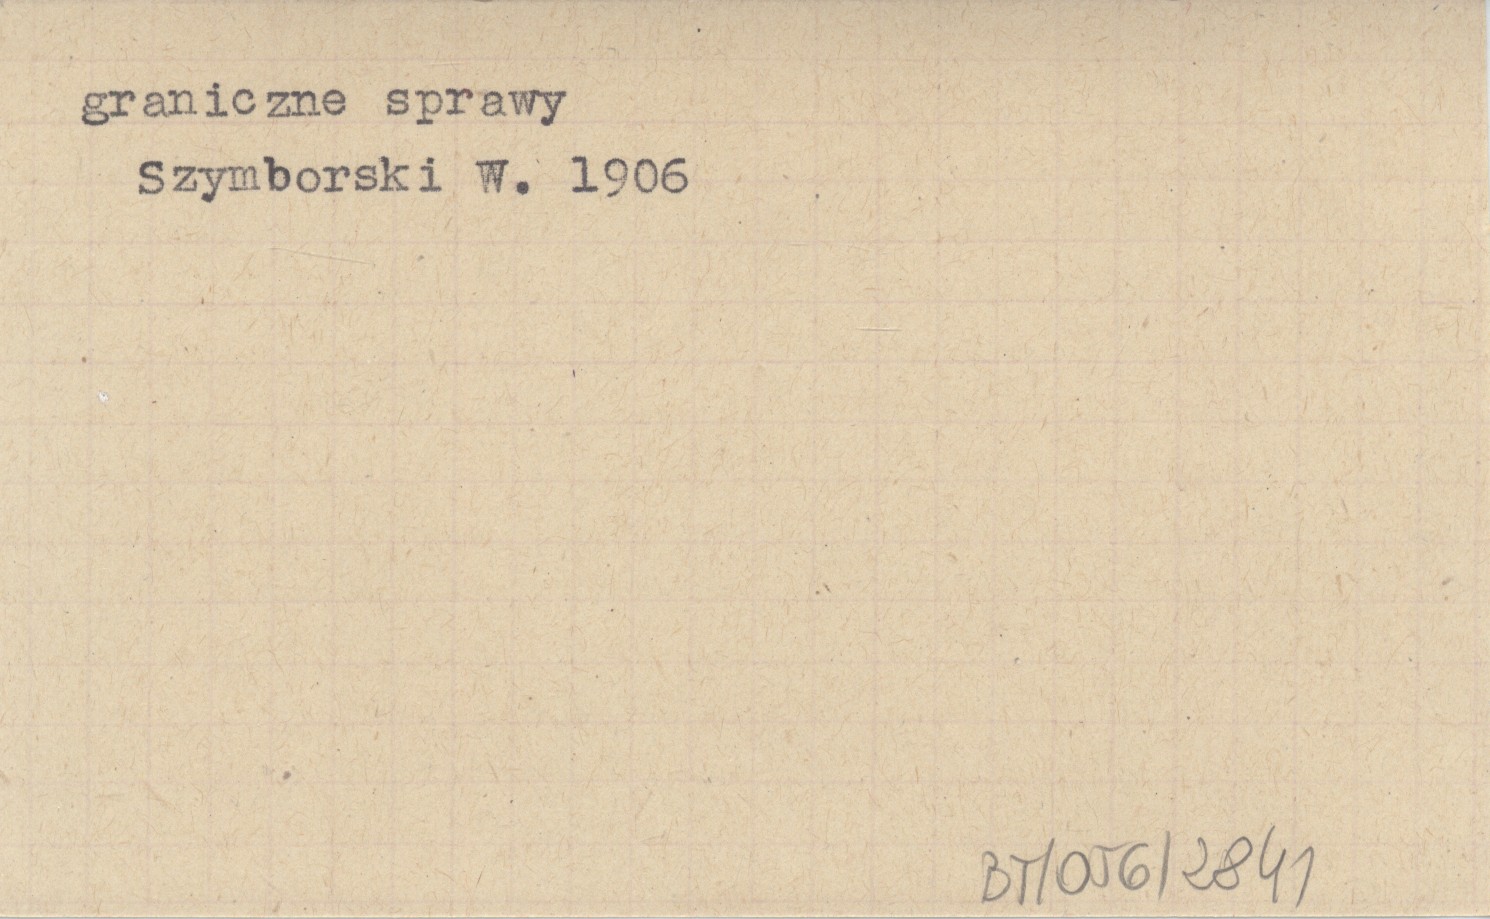 graniczne sprawy
Szymborski W. 1906
BT/056/2841